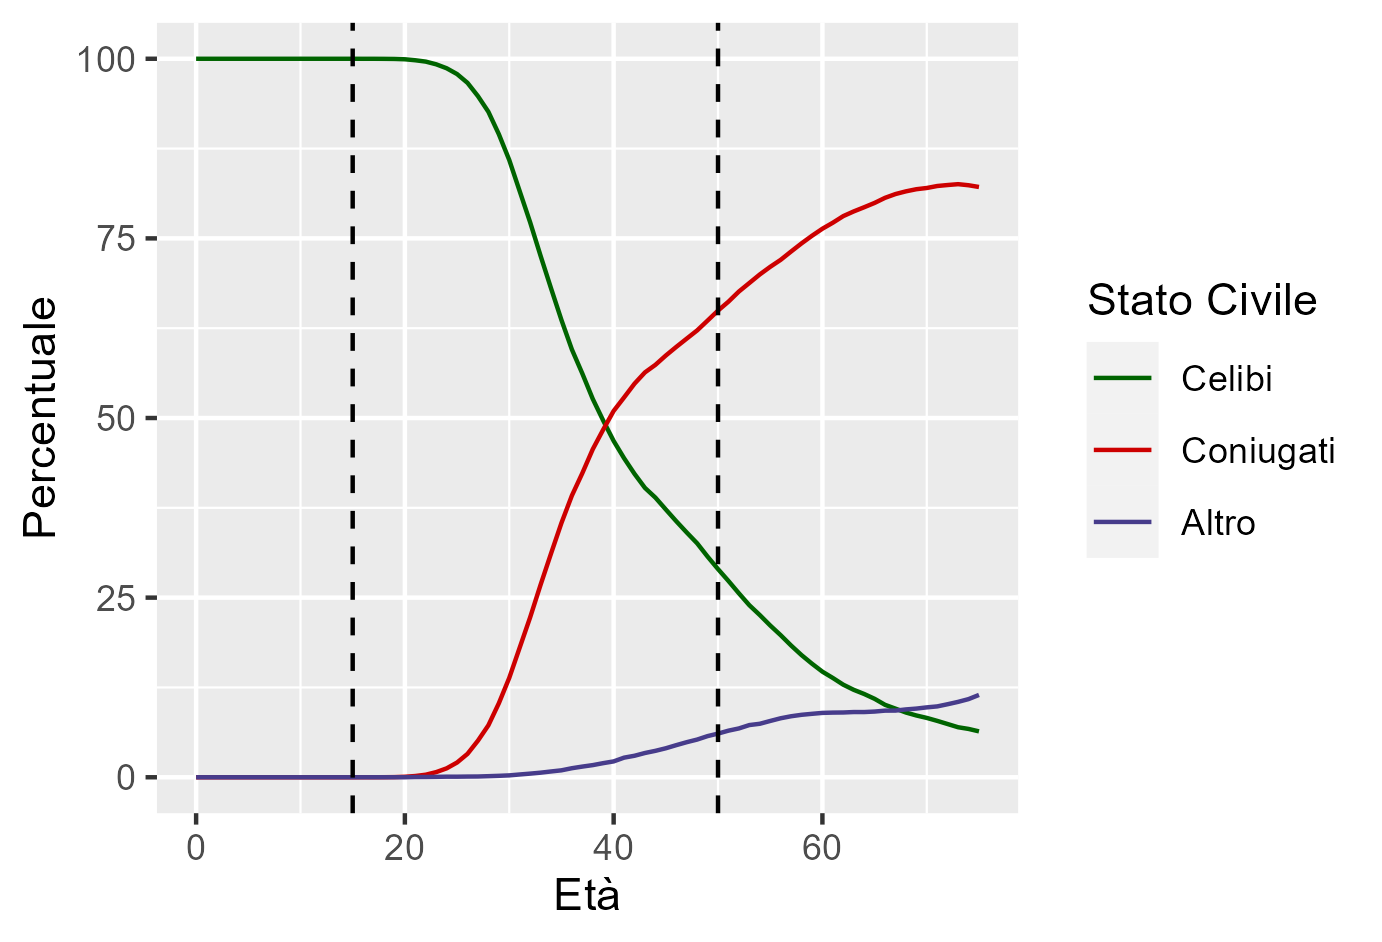 Percentuale
100
75
50
25
0
0 20 40 60
Età
Stato Civile
Celibi
Coniugati
Altro